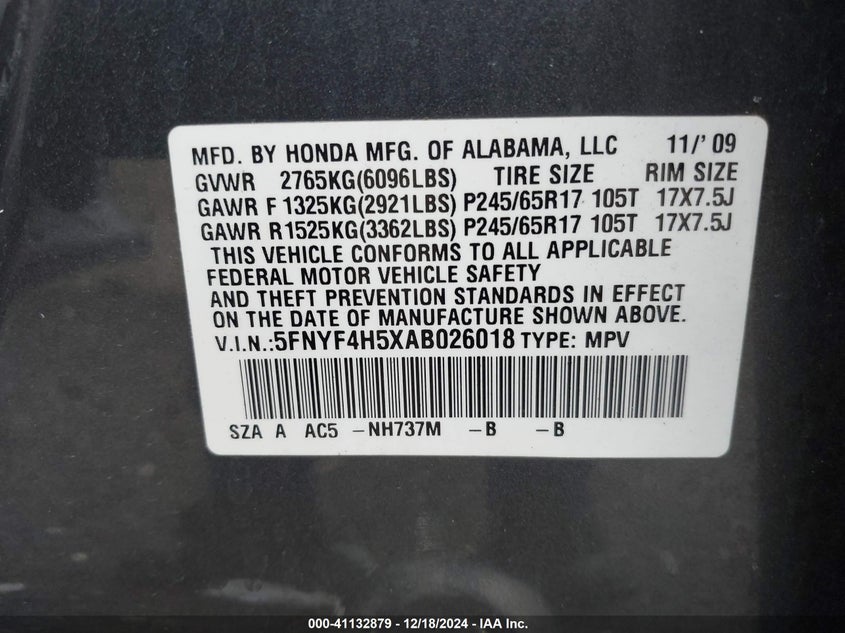 MFD. BY HONDA MFG. OF ALABAMA, LLC 11/' 09
GVWR 2765KG(6096LBS) TIRE SIZE RIM SIZE
GAWR F 1325KG(2921LBS) P245/65R17 105T 17X7.5J
GAWR R1525KG(3362LBS) P245/65R17 105T 17X7.5J
THIS VEHICLE CONFORMS TO ALL APPLICABLE
FEDERAL MOTOR VEHICLE SAFETY
AND THEFT PREVENTION STANDARDS IN EFFECT
ON THE DATE OF MANUFACTURE SHOWN ABOVE.
V.I.N.:5FNYF4H5XAB026018 TYPE: MPV
SZA A AC5 -NH737M -B -B
000-41132879 - 12/18/2024 - IAA Inc.